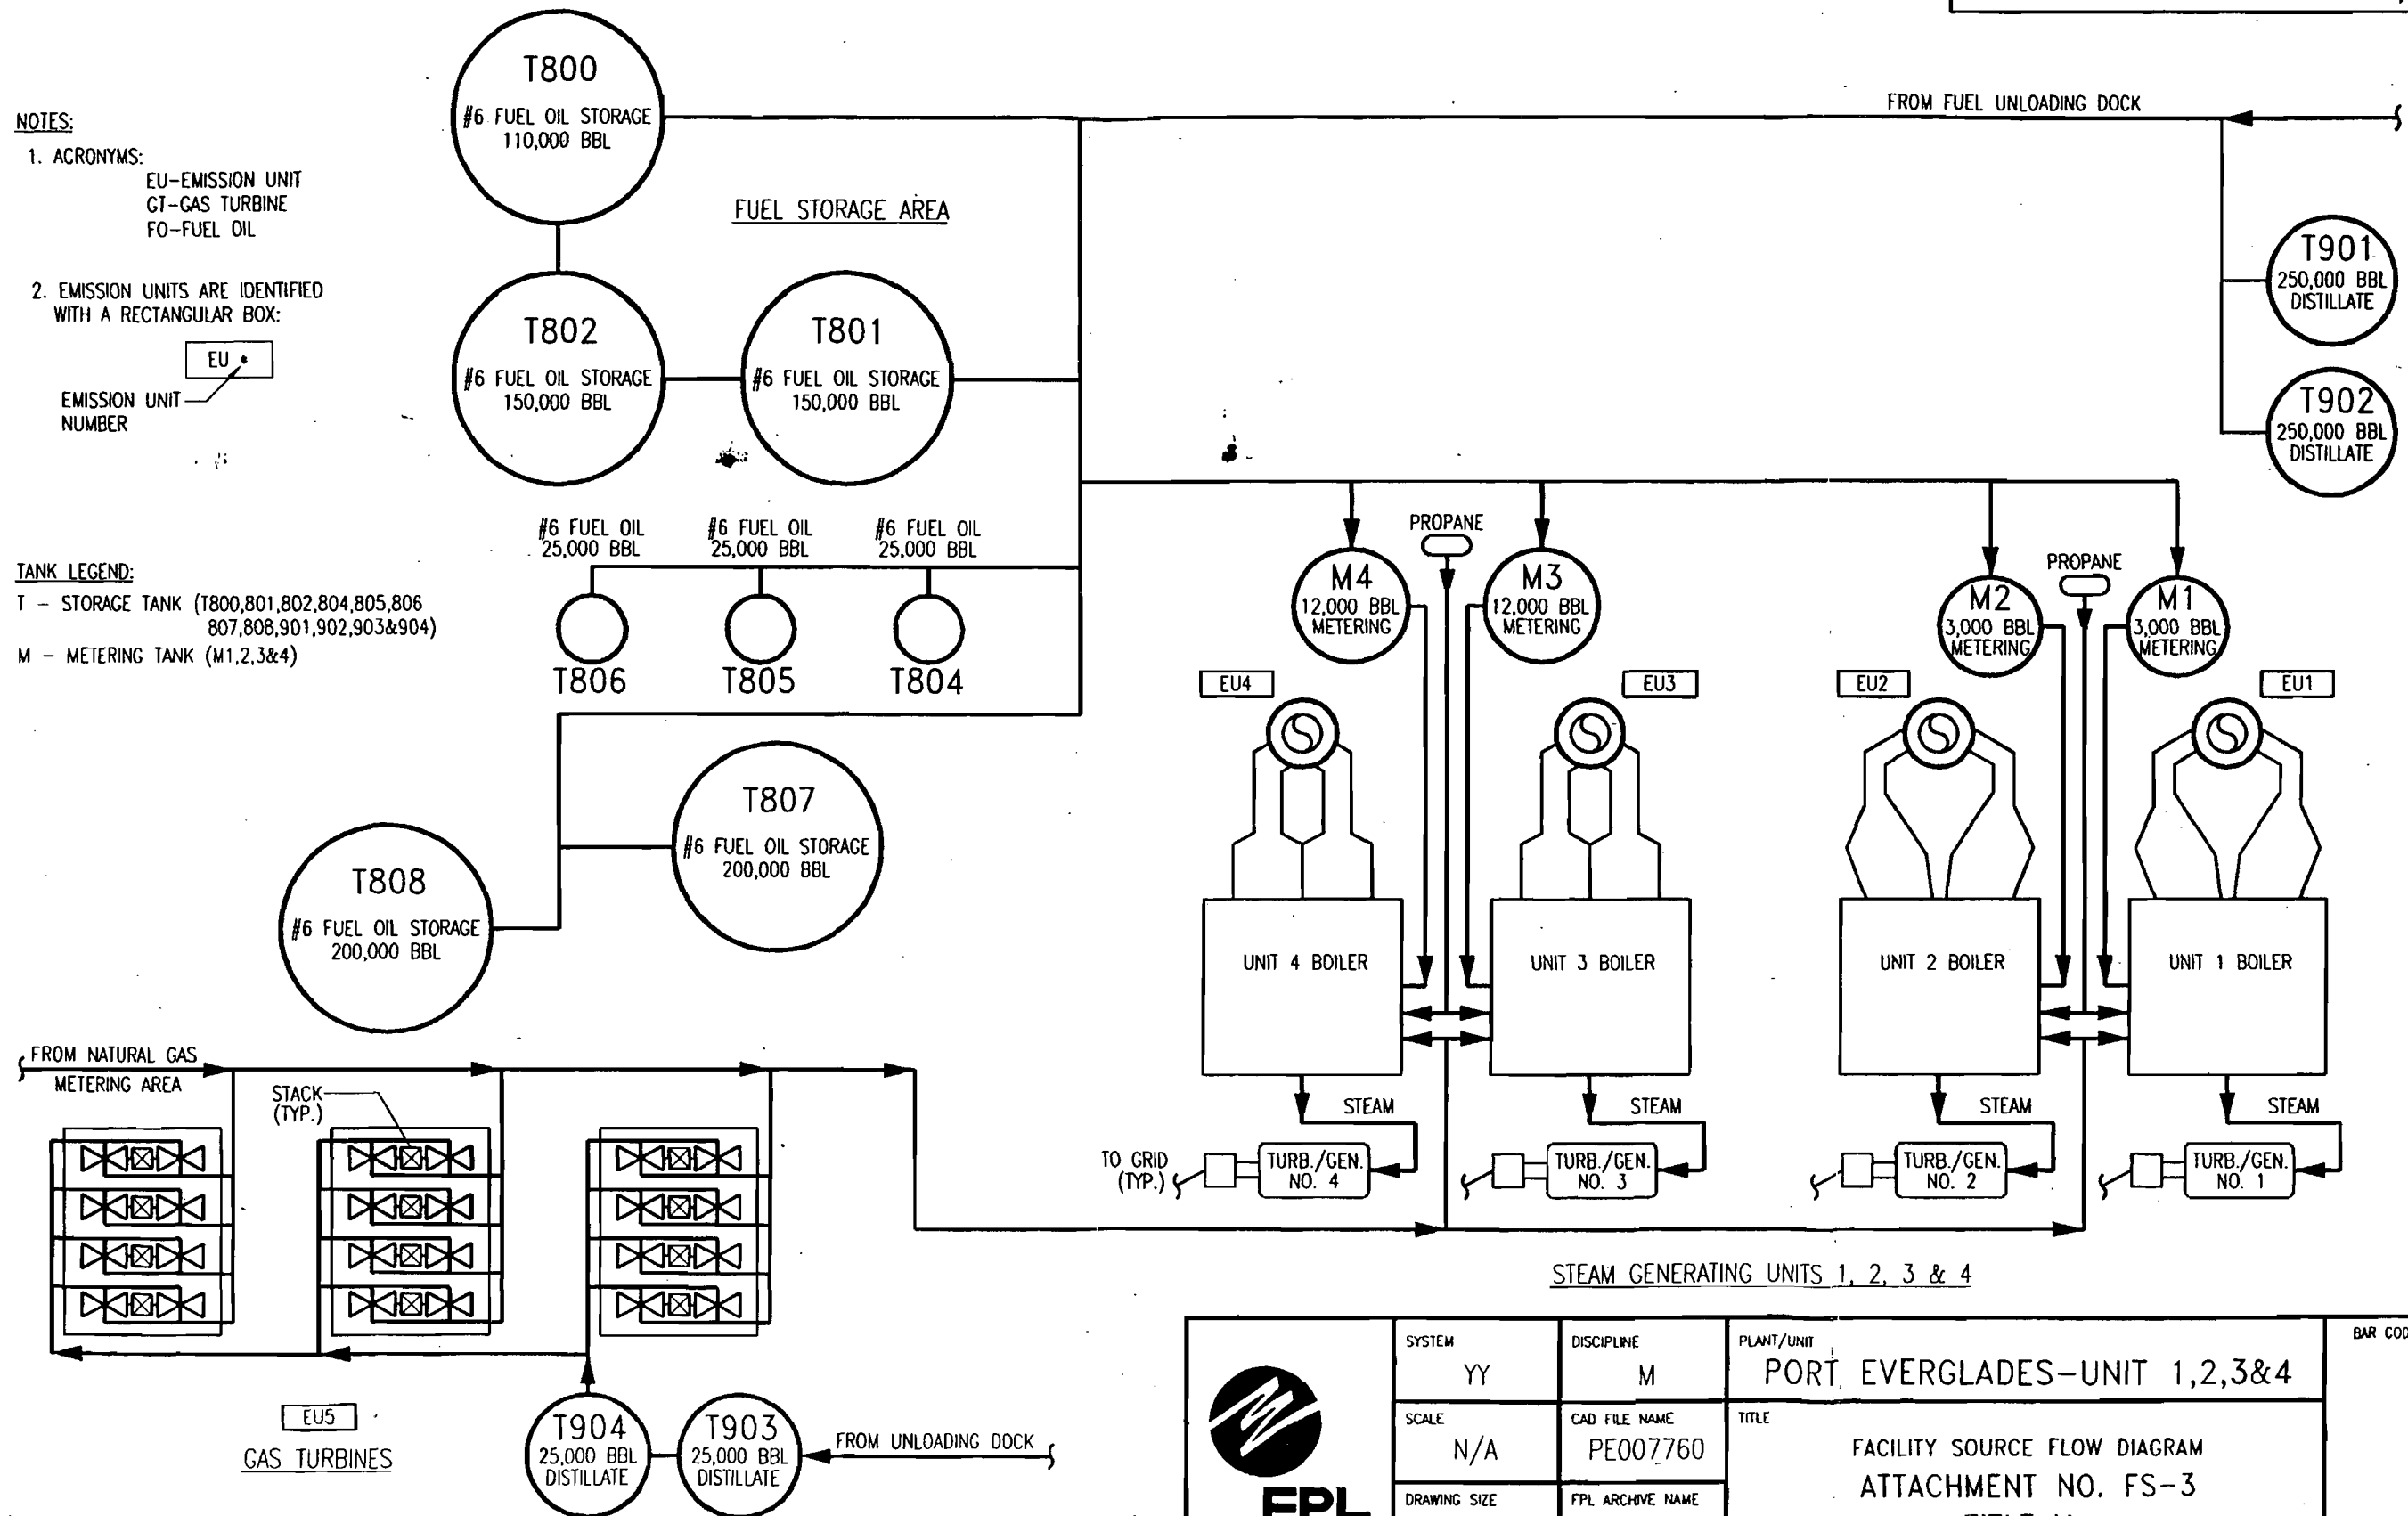 NOTES:
1. ACRONYMS:
EU-EMISSION UNIT
GT-GAS TURBINE
FO-FUEL OIL
2. EMISSION UNITS ARE IDENTIFIED
WITH A RECTANGULAR BOX:
EU *
EMISSION UNIT
NUMBER
TANK LEGEND:
T - STORAGE TANK (T800,801,802,804,805,806
807,808,901,902,903&904)
M - METERING TANK (M1,2,3&4)
T800
#6 FUEL OIL STORAGE
110,000 BBL
FUEL STORAGE AREA
T802
#6 FUEL OIL STORAGE
150,000 BBL
T801
#6 FUEL OIL STORAGE
150,000 BBL
#6 FUEL OIL
25,000 BBL
#6 FUEL OIL
25,000 BBL
#6 FUEL OIL
25,000 BBL
T806
T805
T804
T807
#6 FUEL OIL STORAGE
200,000 BBL
T808
#6 FUEL OIL STORAGE
200,000 BBL
FROM FUEL UNLOADING DOCK
T901
250,000 BBL
DISTILLATE
T902
250,000 BBL
DISTILLATE
PROPANE
M4
12,000 BBL
METERING
M3
12,000 BBL
METERING
PROPANE
M2
3,000 BBL
METERING
M1
3,000 BBL
METERING
EU4
EU3
EU2
EU1
UNIT 4 BOILER
UNIT 3 BOILER
UNIT 2 BOILER
UNIT 1 BOILER
STEAM
STEAM
STEAM
STEAM
TO GRID
(TYP.)
TURB./GEN.
NO. 4
TURB./GEN.
NO. 3
TURB./GEN.
NO. 2
TURB./GEN.
NO. 1
STEAM GENERATING UNITS 1, 2, 3 & 4
FROM NATURAL GAS
METERING AREA
STACK
(TYP.)
EU5
GAS TURBINES
T904
25,000 BBL
DISTILLATE
T903
25,000 BBL
DISTILLATE
FROM UNLOADING DOCK
FPL
SYSTEM
YY
DISCIPLINE
M
PLANT/UNIT
PORT EVERGLADES-UNIT 1,2,3&4
BAR COD
SCALE
N/A
CAD FILE NAME
PE007760
TITLE
FACILITY SOURCE FLOW DIAGRAM
ATTACHMENT NO. FS-3
DRAWING SIZE
FPL ARCHIVE NAME